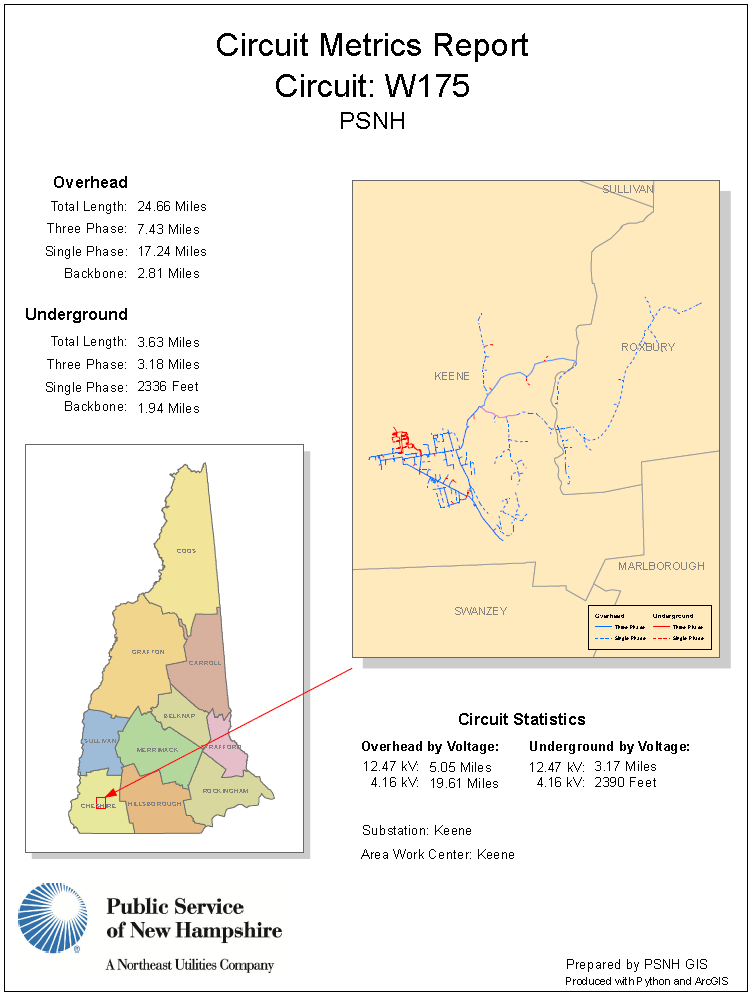 Circuit Metrics Report
Circuit: W175
PSNH
Overhead
Total Length: 24.66 Miles
Three Phase: 7.43 Miles
Single Phase: 17.24 Miles
Backbone: 2.81 Miles
Underground
Total Length: 3.63 Miles
Three Phase: 3.18 Miles
Single Phase: 2336 Feet
Backbone: 1.94 Miles
SULLIVAN
ROXBURY
KEENE
MARLBOROUGH
SWANZEY
Overhead Underground
Three Phase Three Phase
Single Phase Single Phase
COOS
GRAFTON
CARROLL
BELKNAP
SULLIVAN
MERRIMACK
STRAFFORD
ROCKINGHAM
CHESHIRE
HILLSBOROUGH
Circuit Statistics
Overhead by Voltage: Underground by Voltage:
12.47 kV: 5.05 Miles 12.47 kV: 3.17 Miles
4.16 kV: 19.61 Miles 4.16 kV: 2390 Feet
Substation: Keene
Area Work Center: Keene
Public Service
of New Hampshire
®
A Northeast Utilities Company
Prepared by PSNH GIS
Produced with Python and ArcGIS